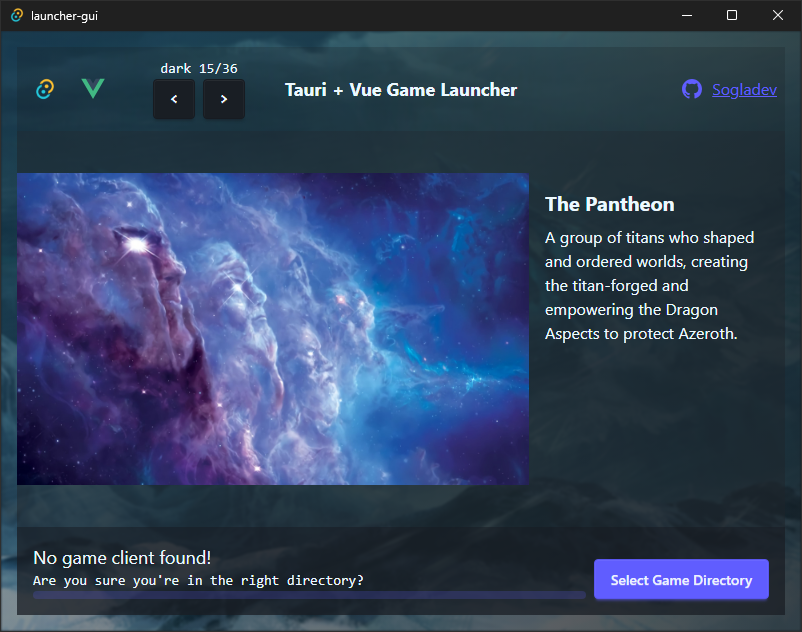 launcher-gui
dark 15/36
< >
Tauri + Vue Game Launcher
Sogladev
The Pantheon
A group of titans who shaped
and ordered worlds, creating
the titan-forged and
empowering the Dragon
Aspects to protect Azeroth.
No game client found!
Are you sure you're in the right directory?
Select Game Directory